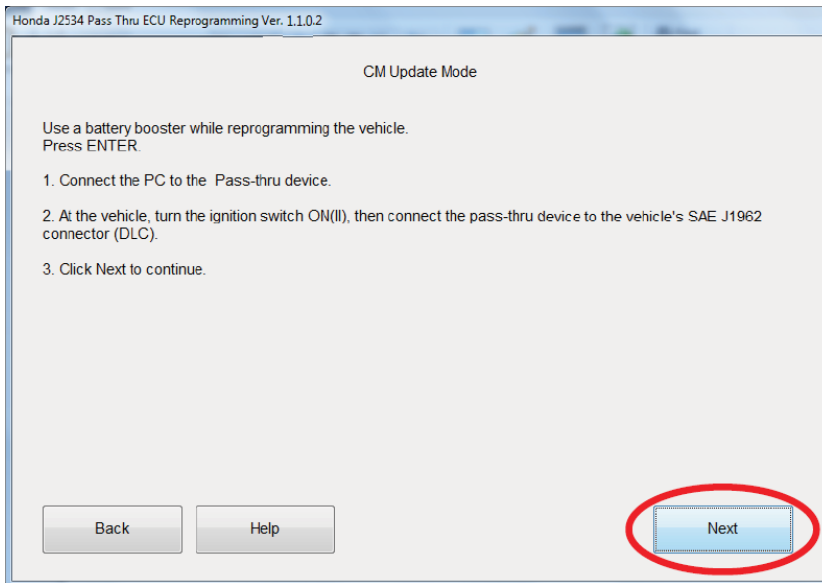 Honda J2534 Pass Thru ECU Reprogramming Ver. 1.1.0.2
CM Update Mode
Use a battery booster while reprogramming the vehicle.
Press ENTER.
1. Connect the PC to the Pass-thru device.
2. At the vehicle, turn the ignition switch ON(II), then connect the pass-thru device to the vehicle's SAE J1962
connector (DLC).
3. Click Next to continue.
Back
Help
Next